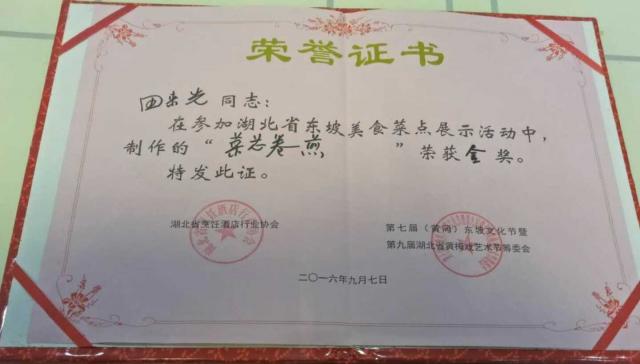 荣誉证书
田东光同志：
在参加湖北省东坡美食菜点展示活动中，
制作的“菜芯卷煎”荣获金奖。
特发此证。
湖北省烹饪酒店行业协会
第七届（黄冈）东坡文化节暨
第九届湖北省黄梅戏艺术节筹委会
二〇一六年九月七日